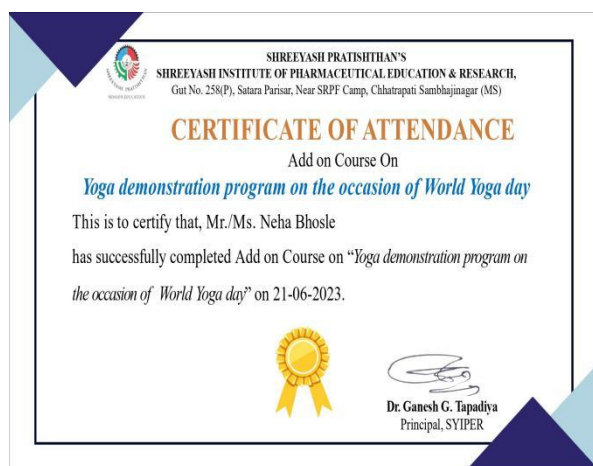 SHREEYASH PRATISHTHAN'S
SHREEYASH INSTITUTE OF PHARMACEUTICAL EDUCATION & RESEARCH,
Gut No. 258(P), Satara Parisar, Near SRPF Camp, Chhatrapati Sambhajinagar (MS)
CERTIFICATE OF ATTENDANCE
Add on Course On
Yoga demonstration program on the occasion of World Yoga day
This is to certify that, Mr./Ms. Neha Bhosle
has successfully completed Add on Course on “Yoga demonstration program on
the occasion of World Yoga day” on 21-06-2023.
Dr. Ganesh G. Tapadiya
Principal, SYIPER